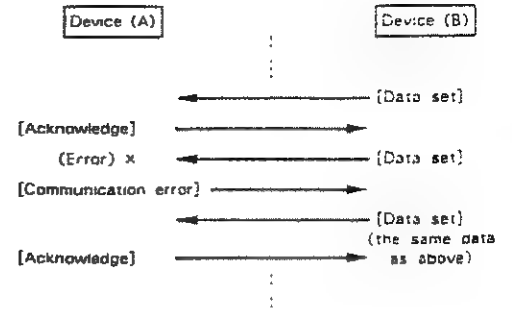 Device (A) Device (B)
[Data set]
[Acknowledge]
(Error) × [Data set]
[Communication error]
[Data set]
(the same data
[Acknowledge] as above)